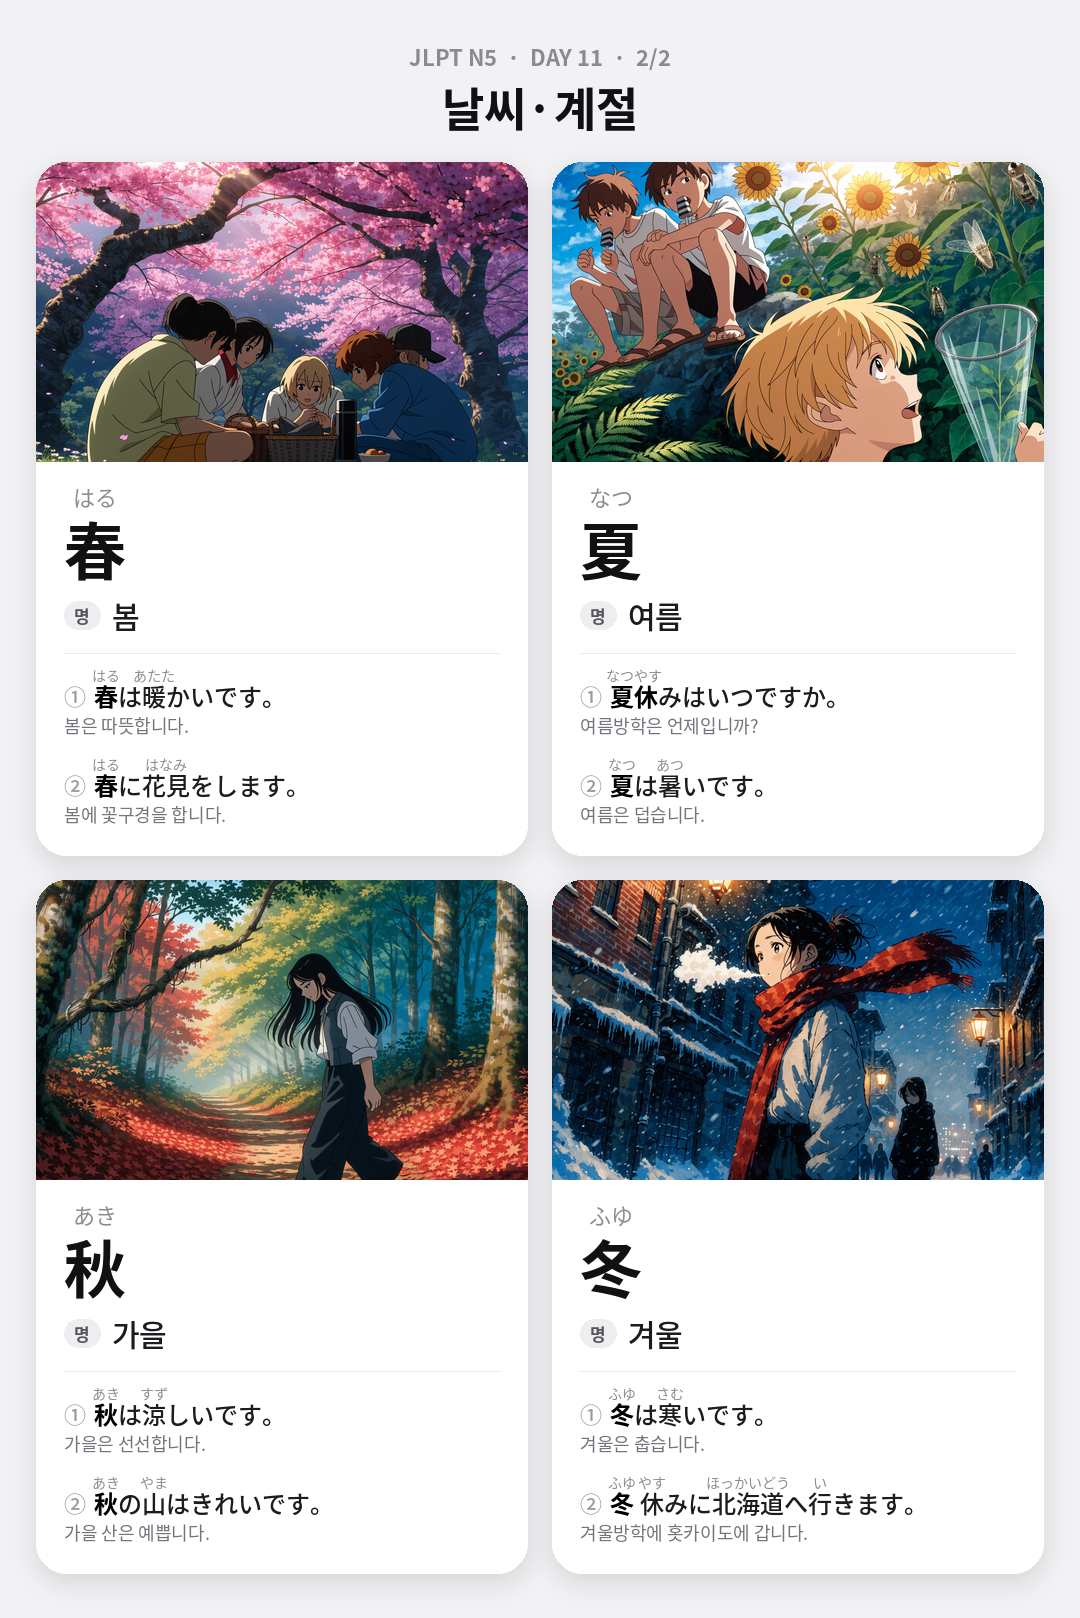 JLPT N5 · DAY 11 · 2/2
날씨·계절
はる
春
명 봄
はる あたた
① 春は暖かいです。
봄은 따뜻합니다.
はる はなみ
② 春に花見をします。
봄에 꽃구경을 합니다.
なつ
夏
명 여름
なつやす
① 夏休みはいつですか。
여름방학은 언제입니까?
なつ あつ
② 夏は暑いです。
여름은 덥습니다.
あき
秋
명 가을
あき すず
① 秋は涼しいです。
가을은 선선합니다.
あき やま
② 秋の山はきれいです。
가을 산은 예쁩니다.
ふゆ
冬
명 겨울
ふゆ さむ
① 冬は寒いです。
겨울은 춥습니다.
ふゆ やす ほっかいどう い
② 冬休みに北海道へ行きます。
겨울방학에 홋카이도에 갑니다.